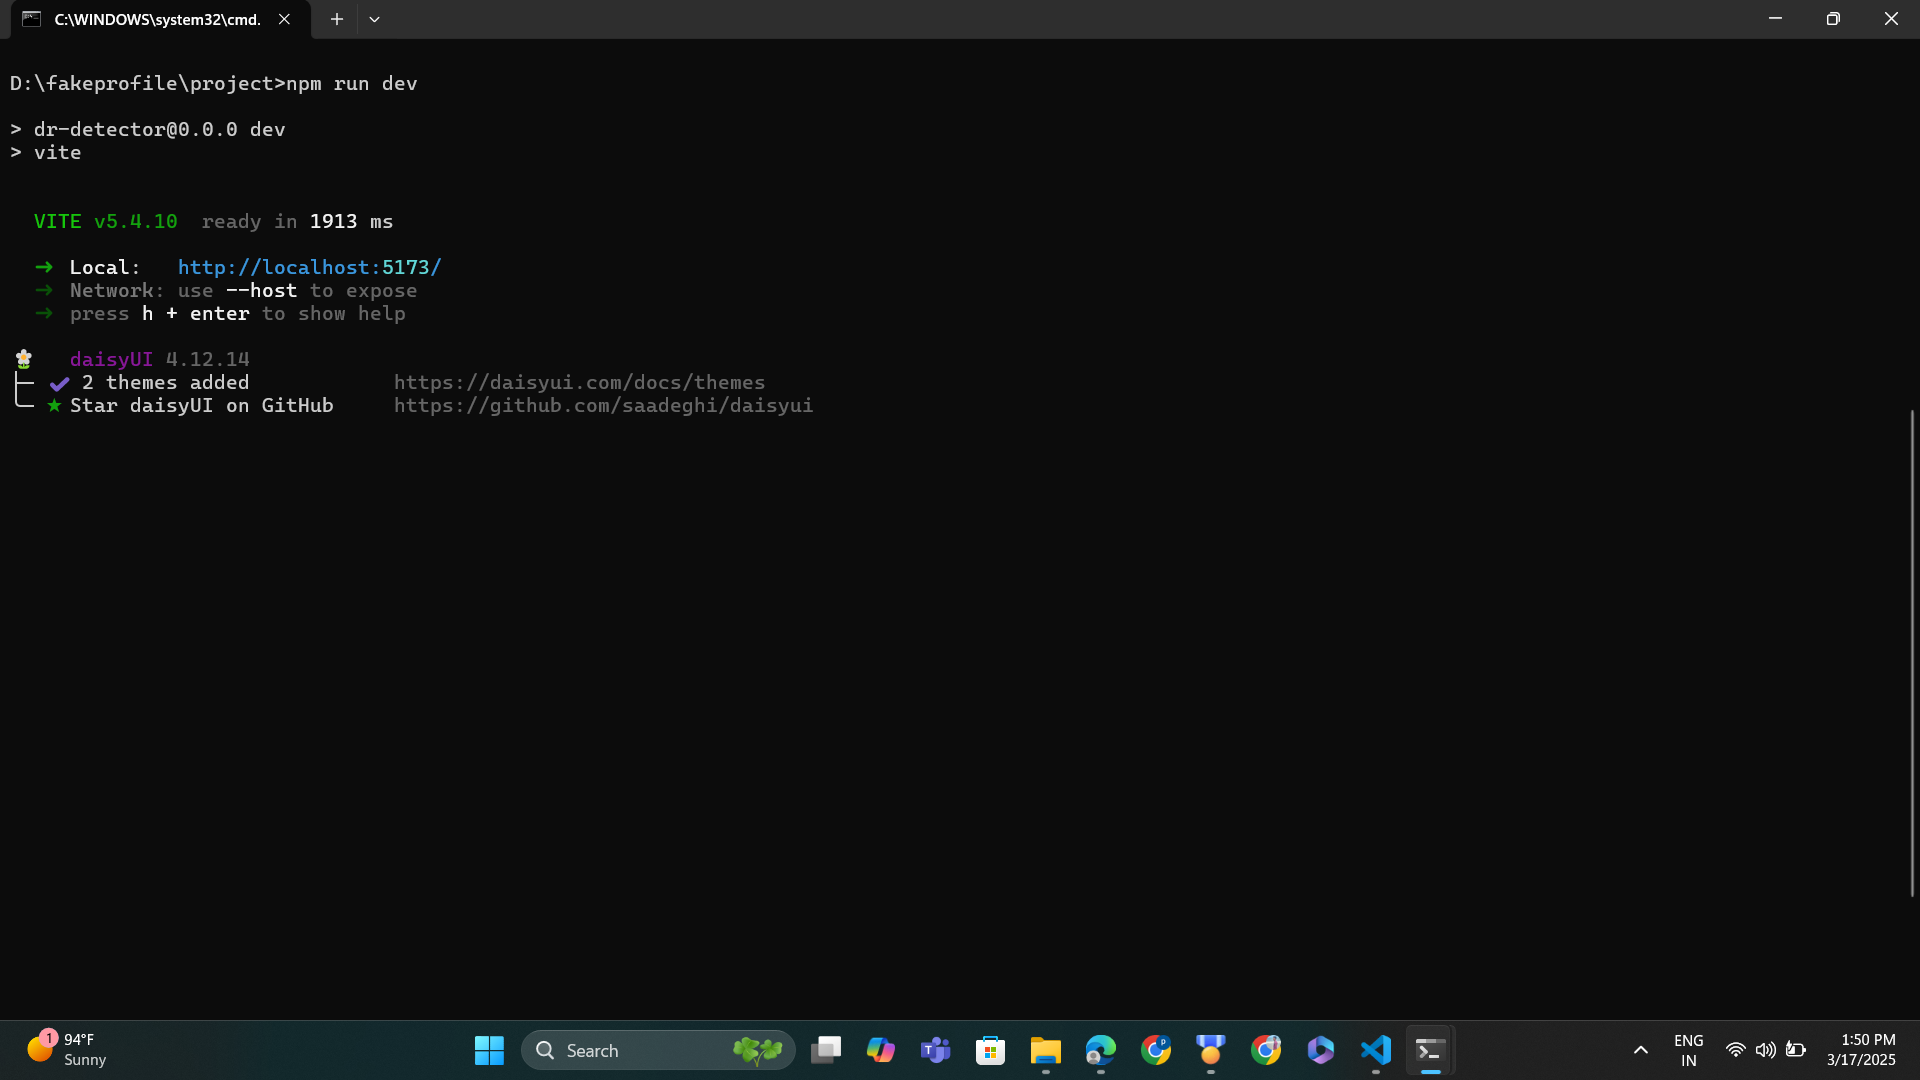 C:\WINDOWS\system32\cmd.
D:\fakeprofile\project>npm run dev
> dr-detector@0.0.0 dev
> vite
VITE v5.4.10 ready in 1913 ms
➜ Local: http://localhost:5173/
➜ Network: use --host to expose
➜ press h + enter to show help
🌼 daisyUI 4.12.14
├─ ✔︎ 2 themes added https://daisyui.com/docs/themes
╰─ ★ Star daisyUI on GitHub https://github.com/saadeghi/daisyui
1
94°F
Sunny
Search
ENG
IN
1:50 PM
3/17/2025